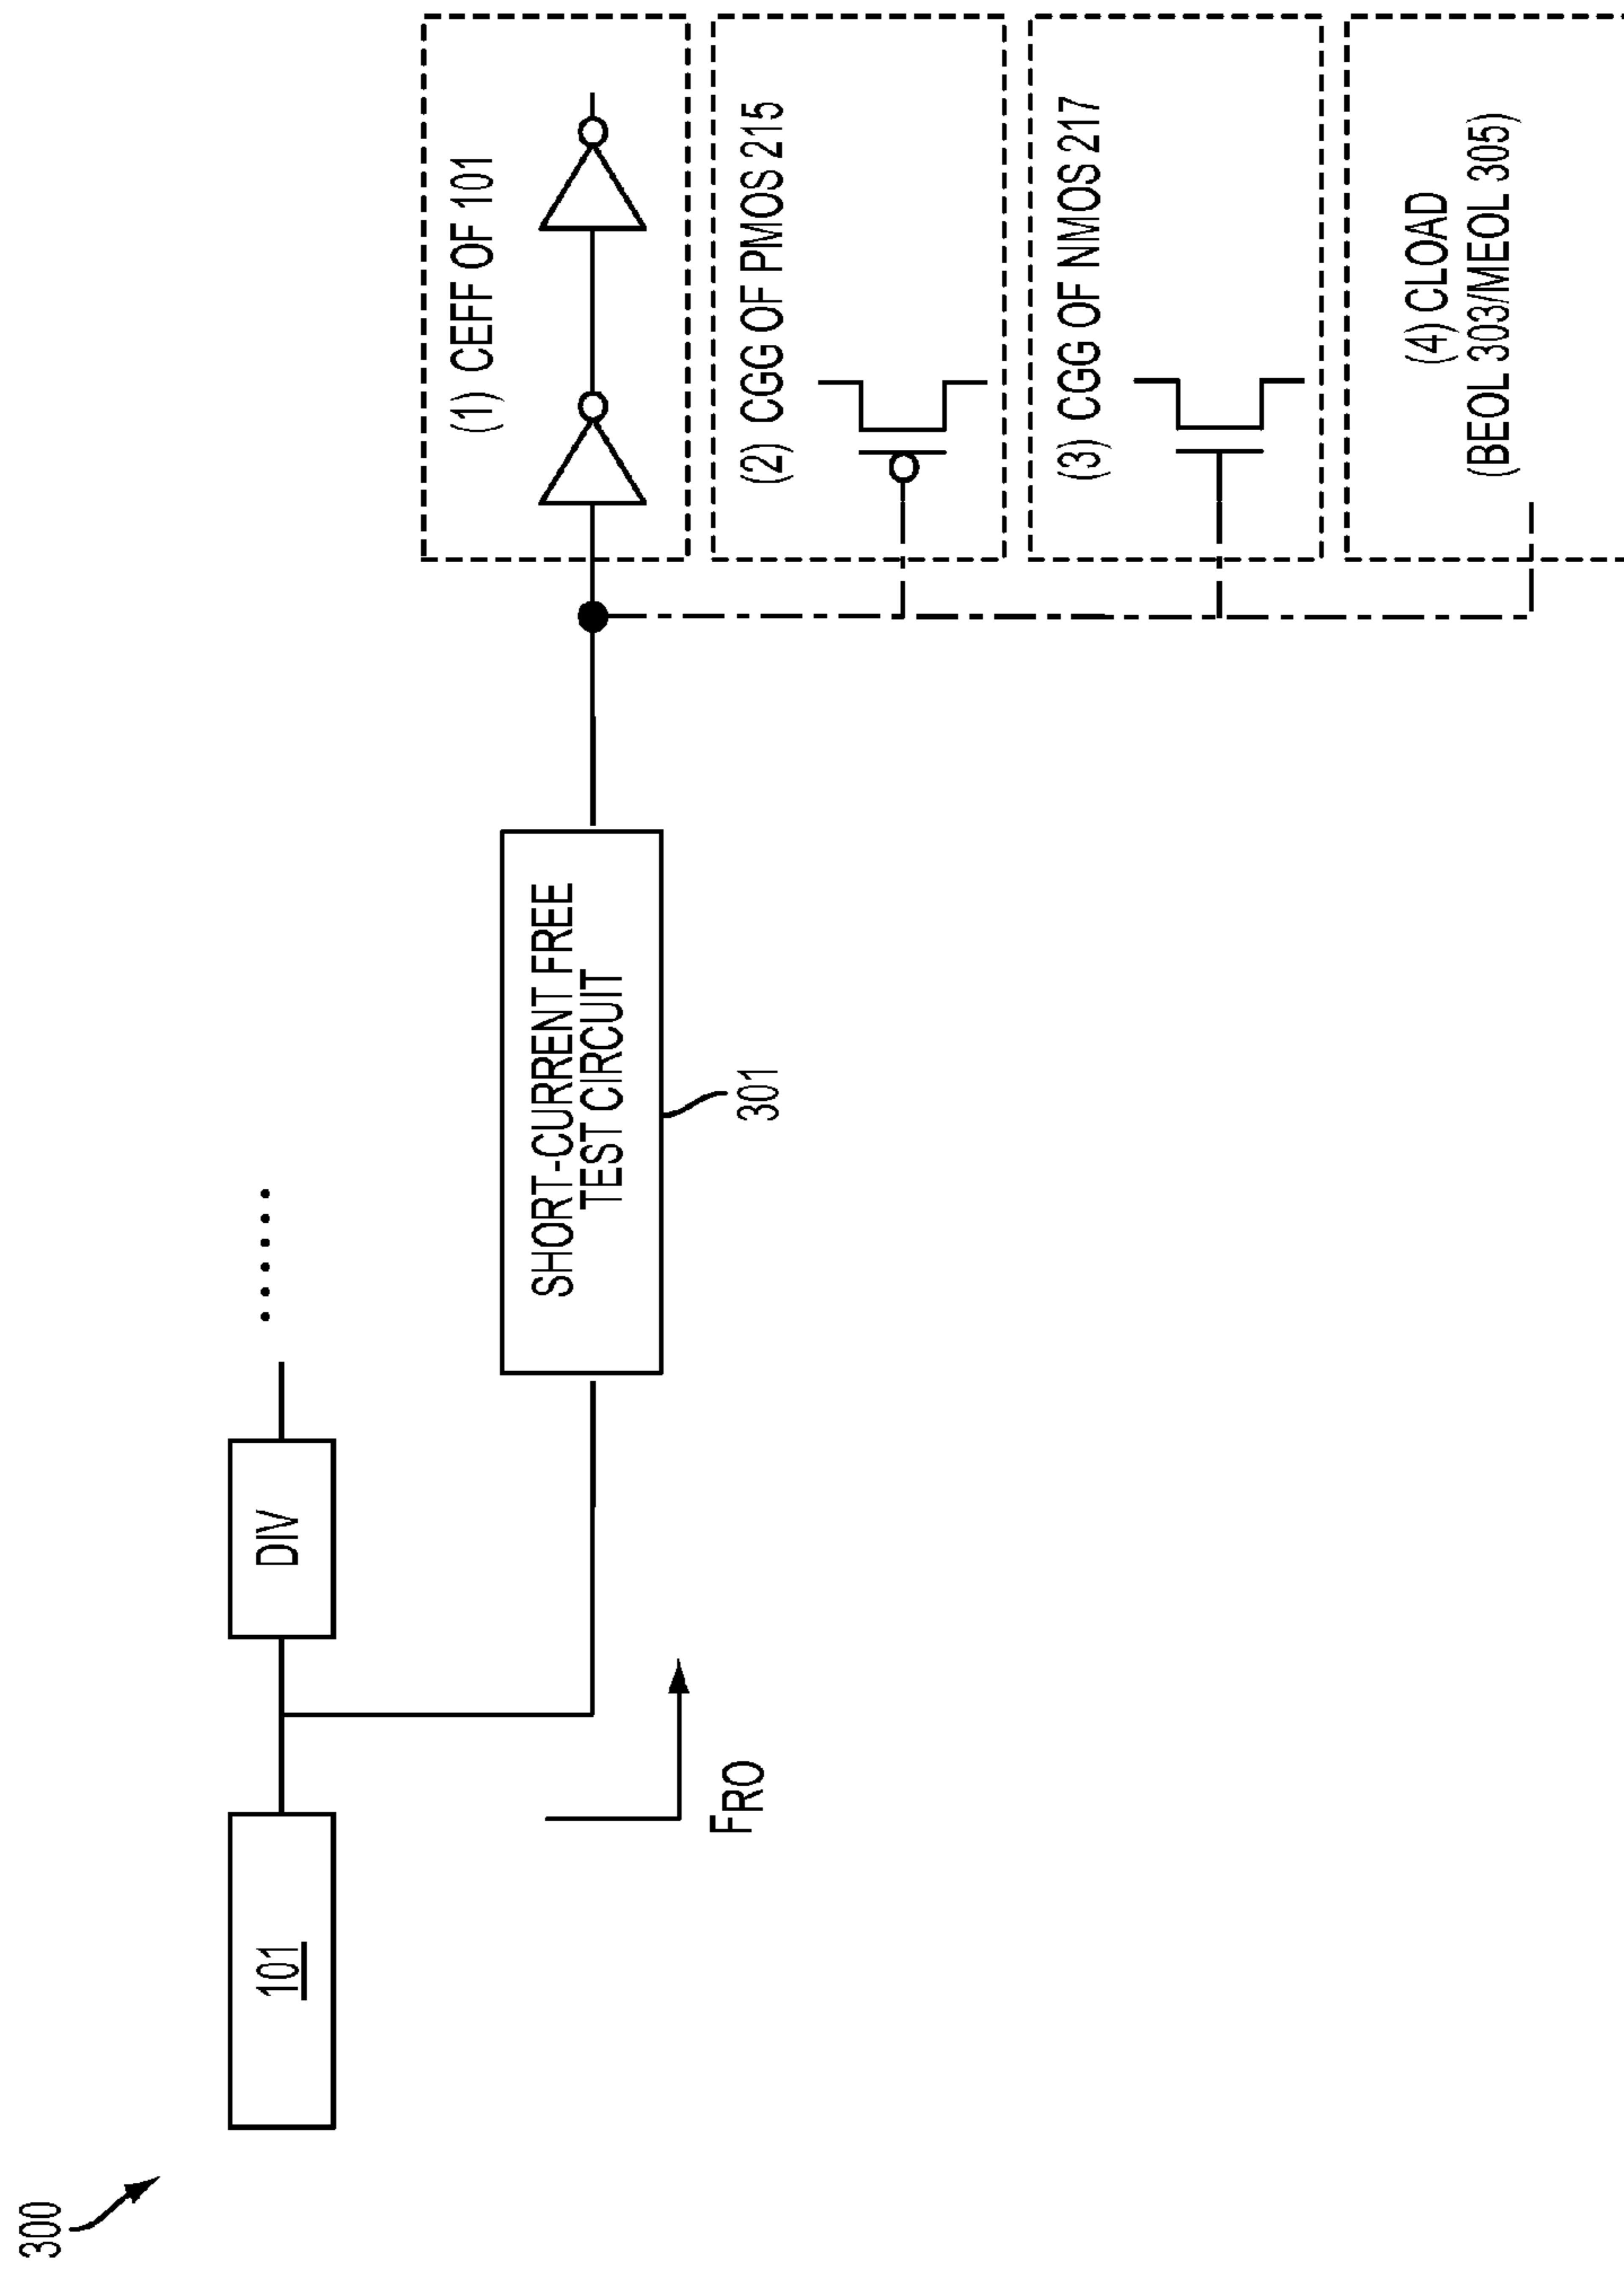 300
101
DIV
......
FRO
SHORT-CURRENT FREE
TEST CIRCUIT
301
(1) CEFF OF 101
(2) CGG OF PMOS 215
(3) CGG OF NMOS 217
(4) CLOAD
(BEOL 303/MEOL 305)